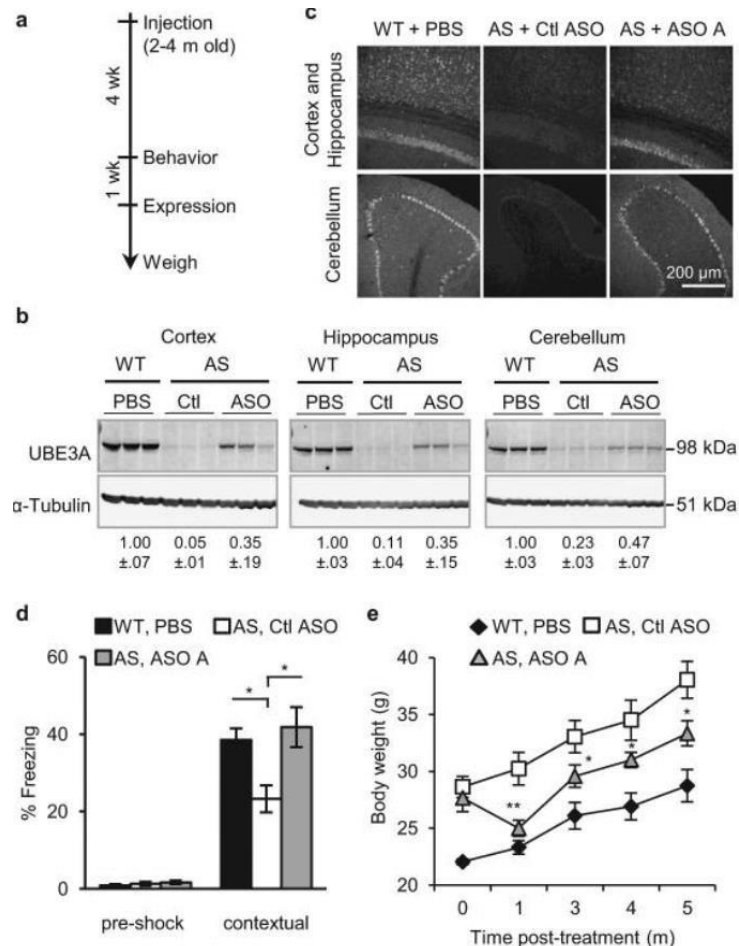 a
Injection
(2-4 m old)
4 wk
Behavior
1 wk
Expression
Weigh
c
WT + PBS AS + Ctl ASO AS + ASO A
Cortex and
Hippocampus
Cerebellum
200 µm
b
Cortex Hippocampus Cerebellum
WT AS WT AS WT AS
PBS Ctl ASO PBS Ctl ASO PBS Ctl ASO
UBE3A 98 kDa
α-Tubulin 51 kDa
1.00 0.05 0.35 1.00 0.11 0.35 1.00 0.23 0.47
±.07 ±.01 ±.19 ±.03 ±.04 ±.15 ±.03 ±.03 ±.07
d
WT, PBS AS, Ctl ASO
AS, ASO A
* *
% Freezing
60
40
20
0
pre-shock contextual
e
WT, PBS AS, Ctl ASO
AS, ASO A
Body weight (g)
40
38
33
28
25
20
** * * *
0 1 3 4 5
Time post-treatment (m)